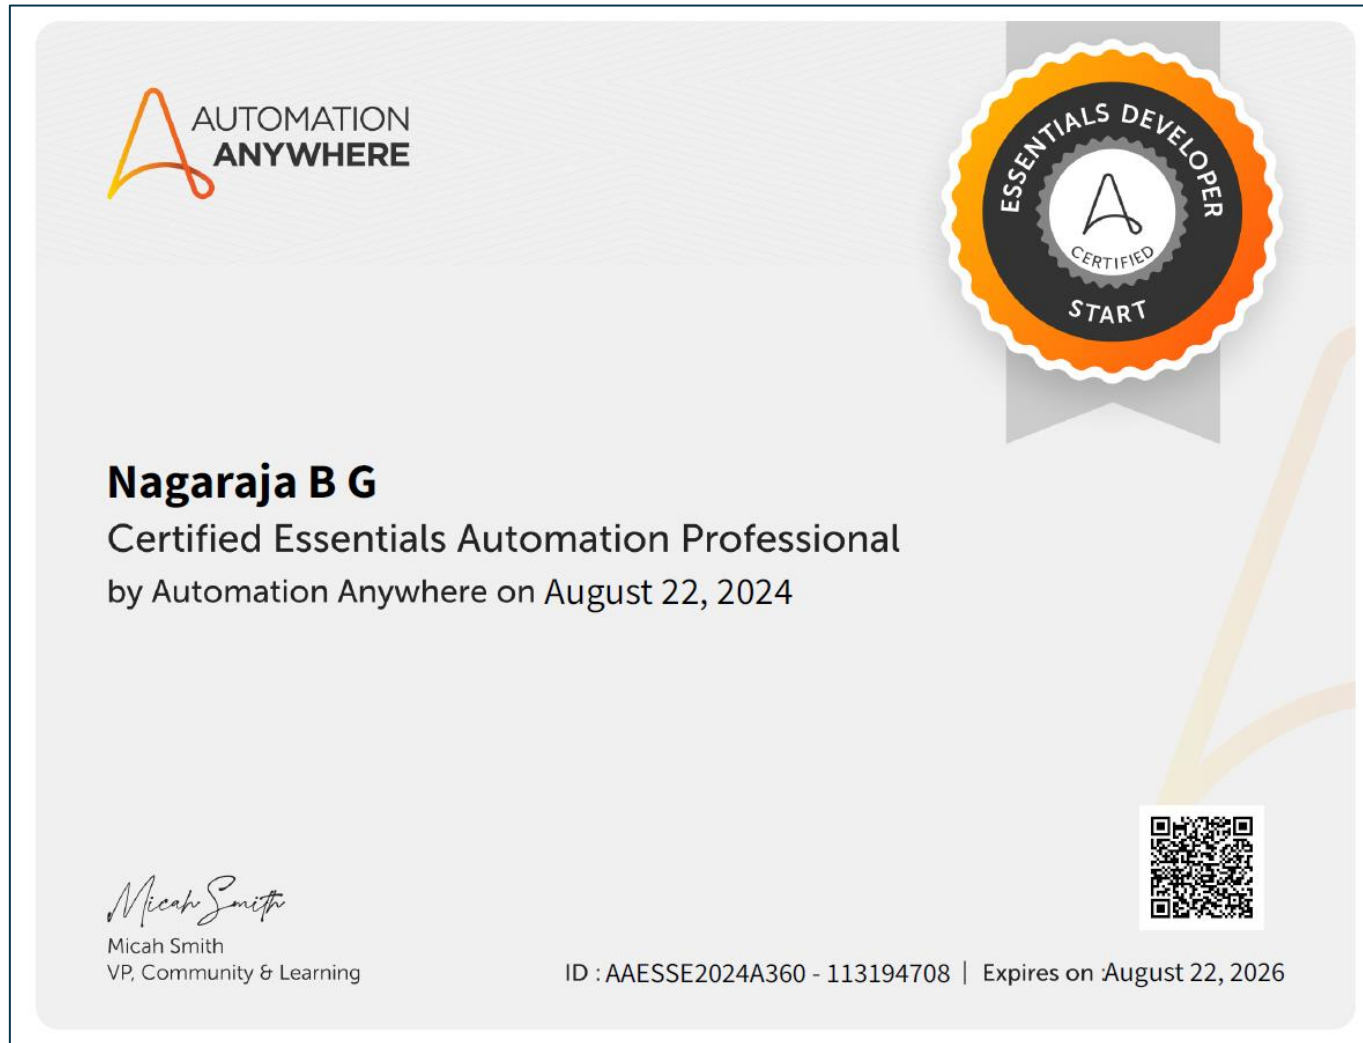 AUTOMATION
ANYWHERE
ESSENTIALS DEVELOPER
CERTIFIED
START
Nagaraja B G
Certified Essentials Automation Professional
by Automation Anywhere on August 22, 2024
Micah Smith
Micah Smith
VP, Community & Learning
ID : AAESSE2024A360 - 113194708 | Expires on :August 22, 2026